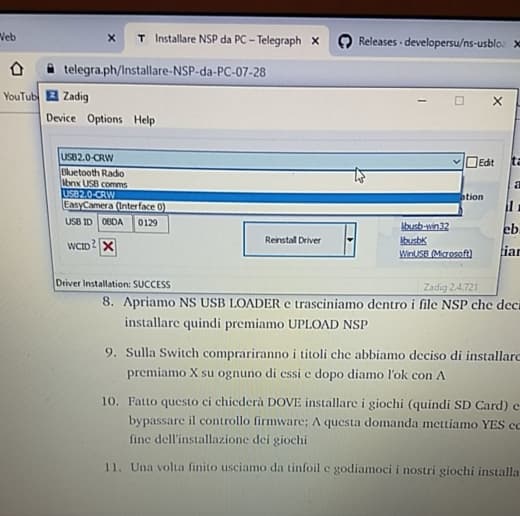 Web
Installare NSP da PC – Telegraph
Releases · developersu/ns-usbloa
telegra.ph/Installare-NSP-da-PC-07-28
YouTub
Zadig
Device Options Help
USB2.0-CRW
Edit
Bluetooth Radio
libnx USB comms
USB2.0-CRW
EasyCamera (Interface 0)
ation
USB ID 0BDA 0129
libusb-win32
WCID ?
Reinstall Driver
libusbK
WinUSB (Microsoft)
Driver Installation: SUCCESS
Zadig 2.4.721
8. Apriamo NS USB LOADER e trasciniamo dentro i file NSP che deci
installare quindi premiamo UPLOAD NSP
9. Sulla Switch comprariranno i titoli che abbiamo deciso di installare
premiamo X su ognuno di essi e dopo diamo l'ok con A
10. Fatto questo ci chiederà DOVE installare i giochi (quindi SD Card) e
bypassare il controllo firmware; A questa domanda mettiamo YES ed
fine dell'installazione dei giochi
11. Una volta finito usciamo da tinfoil e godiamoci i nostri giochi installa